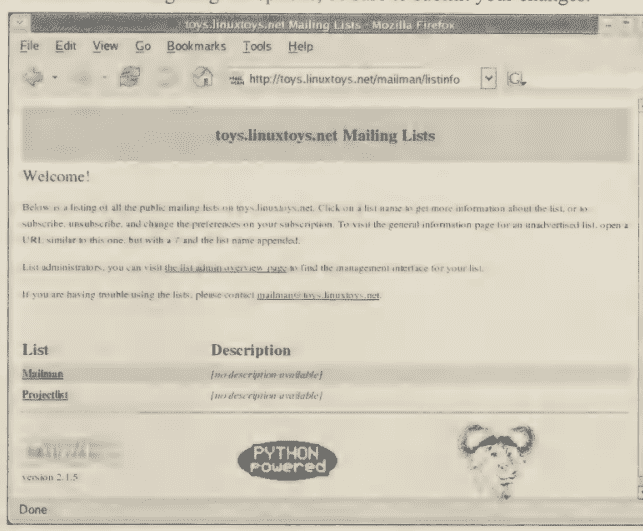 to submit your changes.
toys.linuxtoys.net Mailing Lists - Mozilla Firefox
File Edit View Go Bookmarks Tools Help
http://toys.linuxtoys.net/mailman/listinfo
toys.linuxtoys.net Mailing Lists
Welcome!
Below is a listing of all the public mailing lists on toys.linuxtoys.net. Click on a list name to get more information about the list, or to
subscribe, unsubscribe, and change the preferences on your subscription. To visit the general information page for an unadvertised list, open a
URL similar to this one, but with a '/' and the list name appended.
List administrators, you can visit the list admin overview page to find the management interface for your list.
If you are having trouble using the lists, please contact mailman@toys.linuxtoys.net.
List Description
Mailman [no description available]
Projectlist [no description available]
PYTHON
Powered
version 2.1.5
Done